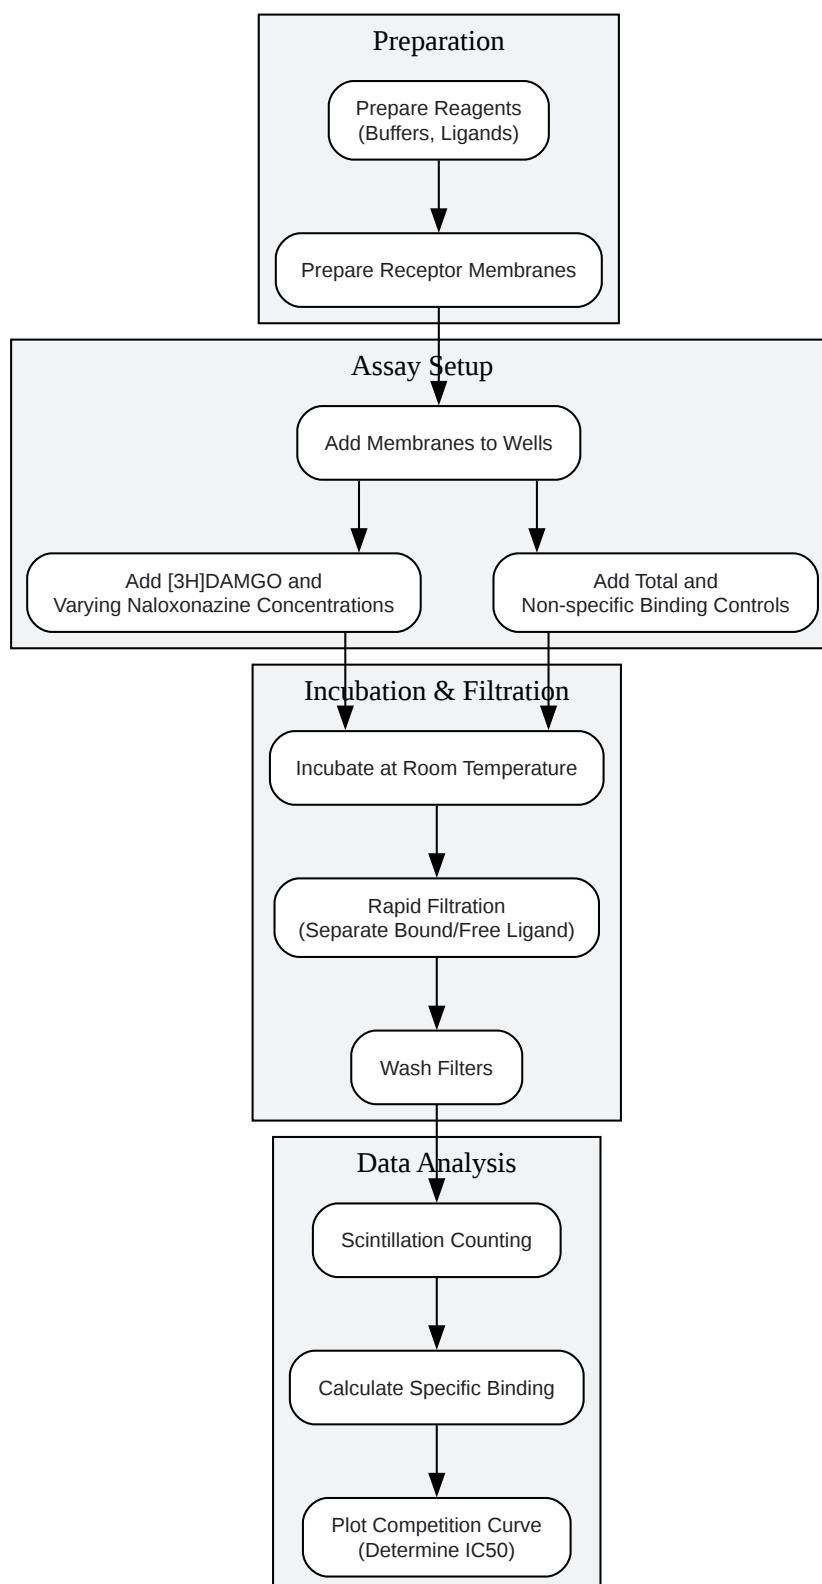 Preparation
Prepare Reagents
(Buffers, Ligands)
Prepare Receptor Membranes
Assay Setup
Add Membranes to Wells
Add [3H]DAMGO and
Varying Naloxonazine Concentrations
Add Total and
Non-specific Binding Controls
Incubation & Filtration
Incubate at Room Temperature
Rapid Filtration
(Separate Bound/Free Ligand)
Wash Filters
Data Analysis
Scintillation Counting
Calculate Specific Binding
Plot Competition Curve
(Determine IC50)